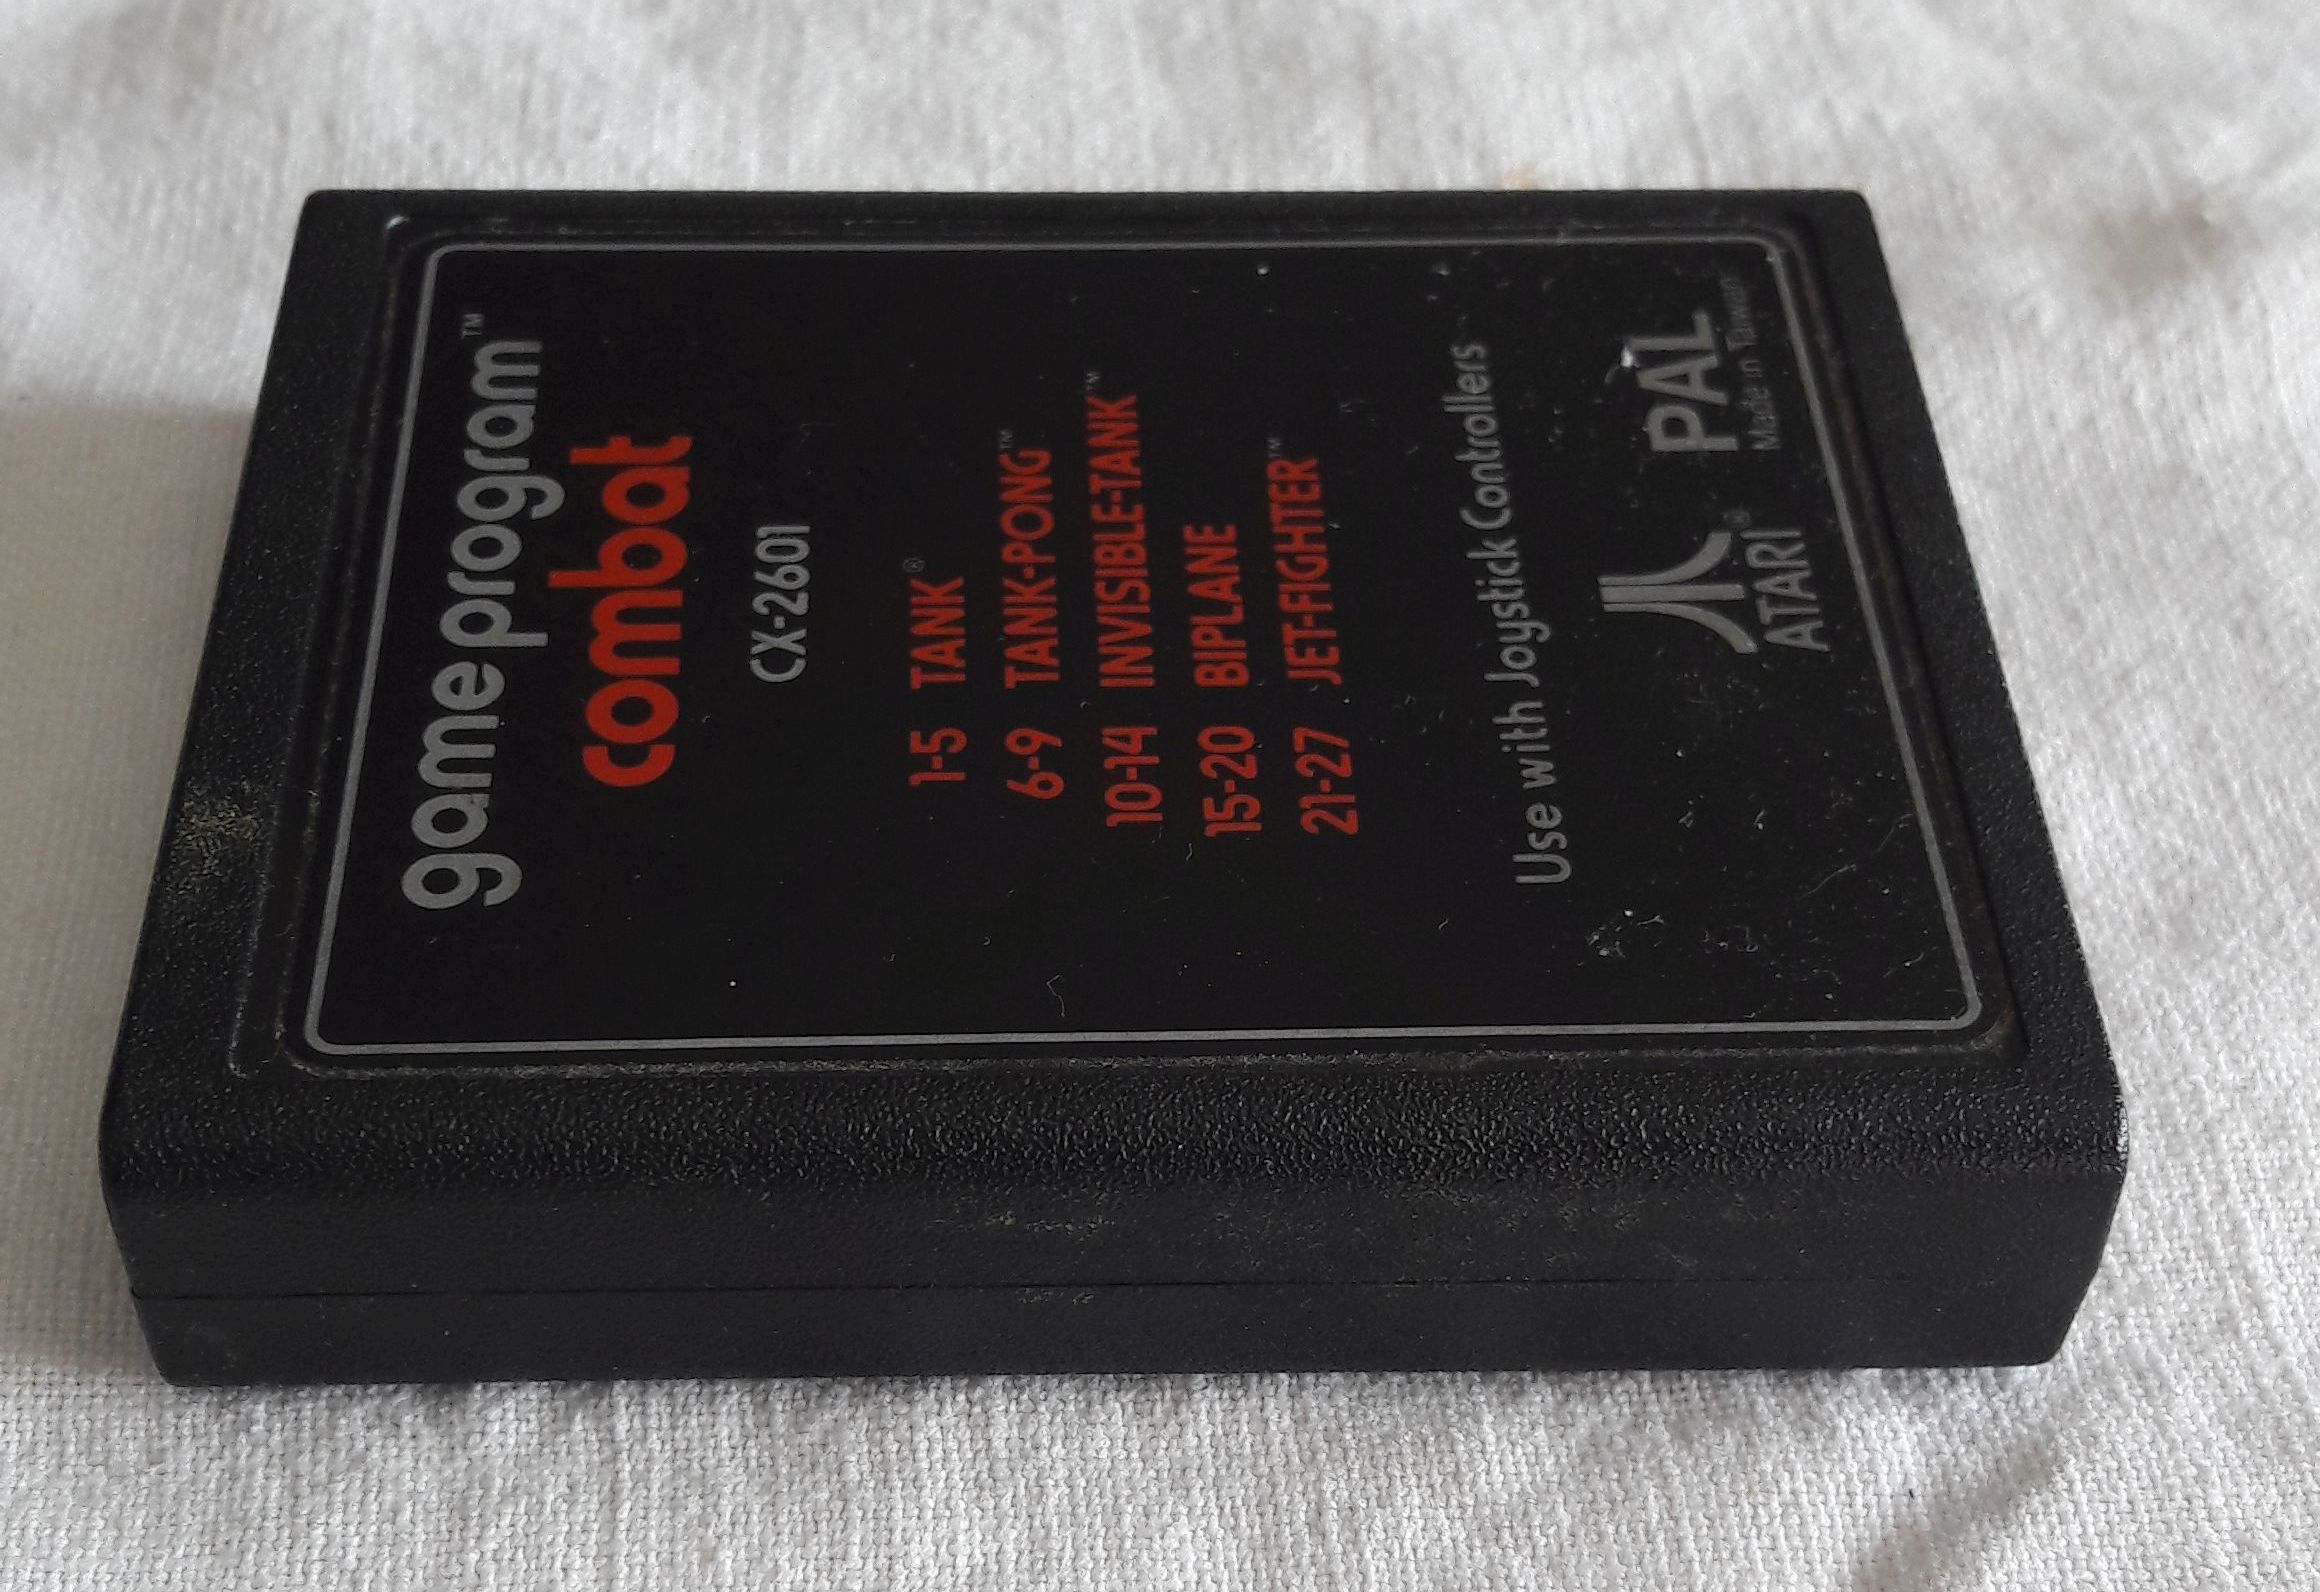 game program™
combat
CX-2601
1-5 TANK®
6-9 TANK-PONG™
10-14 INVISIBLE-TANK™
15-20 BIPLANE
21-27 JET-FIGHTER™
Use with Joystick Controllers
ATARI®
PAL
Made in Taiwan